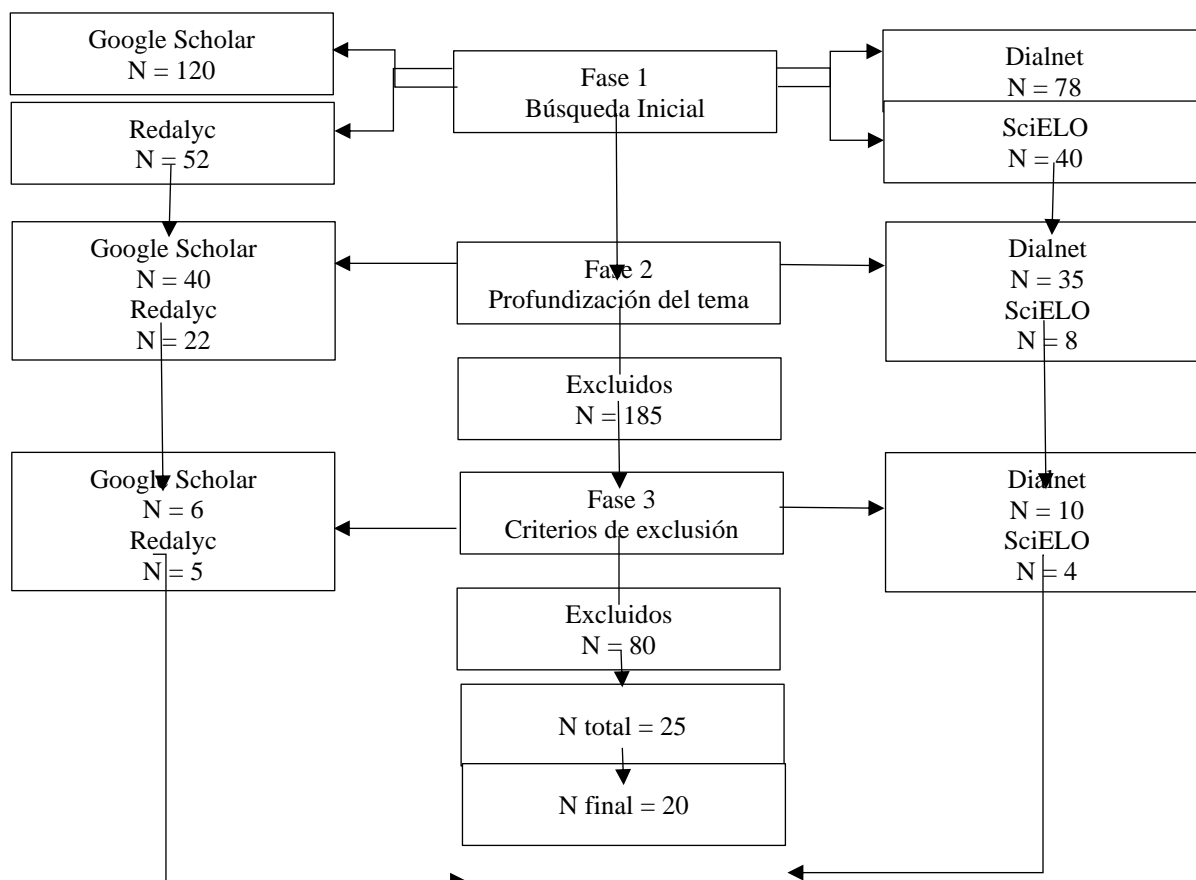 Google Scholar
N = 120
Redalyc
N = 52
Fase 1
Búsqueda Inicial
Dialnet
N = 78
SciELO
N = 40
Google Scholar
N = 40
Redalyc
N = 22
Fase 2
Profundización del tema
Dialnet
N = 35
SciELO
N = 8
Excluidos
N = 185
Google Scholar
N = 6
Redalyc
N = 5
Fase 3
Criterios de exclusión
Dialnet
N = 10
SciELO
N = 4
Excluidos
N = 80
N total = 25
N final = 20